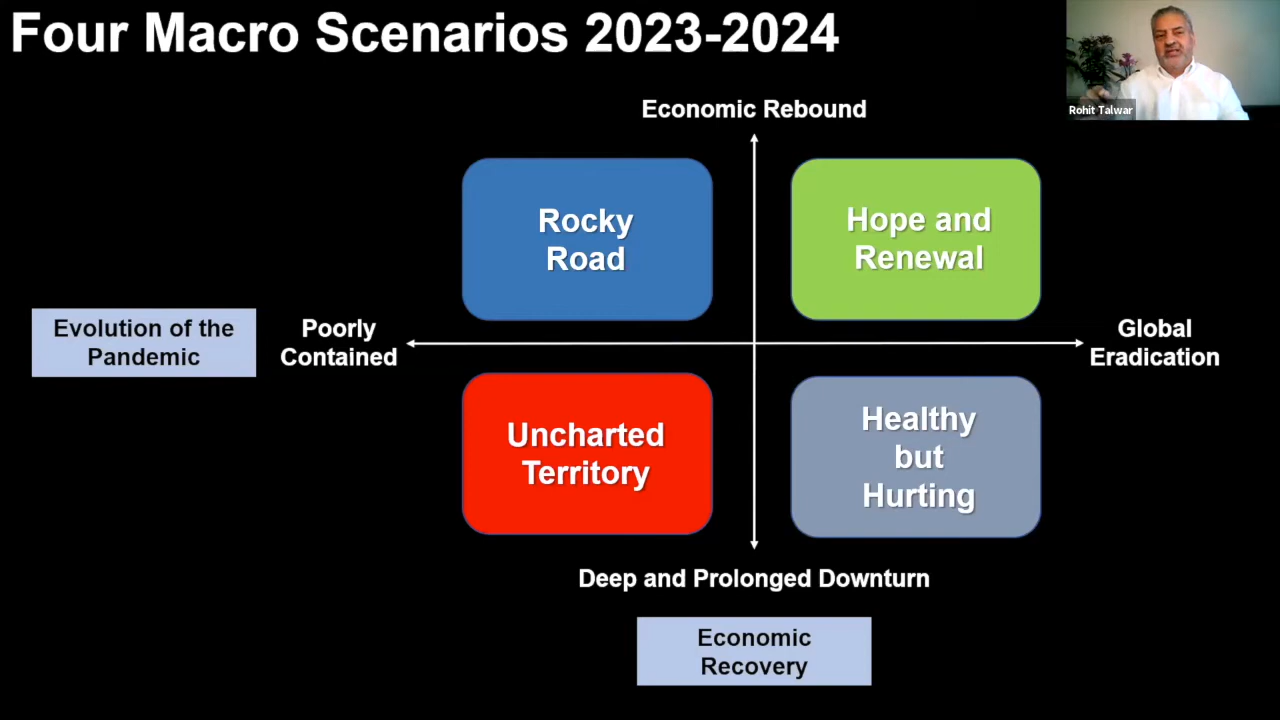 Four Macro Scenarios 2023-2024
Rohit Talwar
Economic Rebound
Rocky
Road
Hope and
Renewal
Evolution of the
Pandemic
Poorly
Contained
Global
Eradication
Uncharted
Territory
Healthy
but
Hurting
Deep and Prolonged Downturn
Economic
Recovery